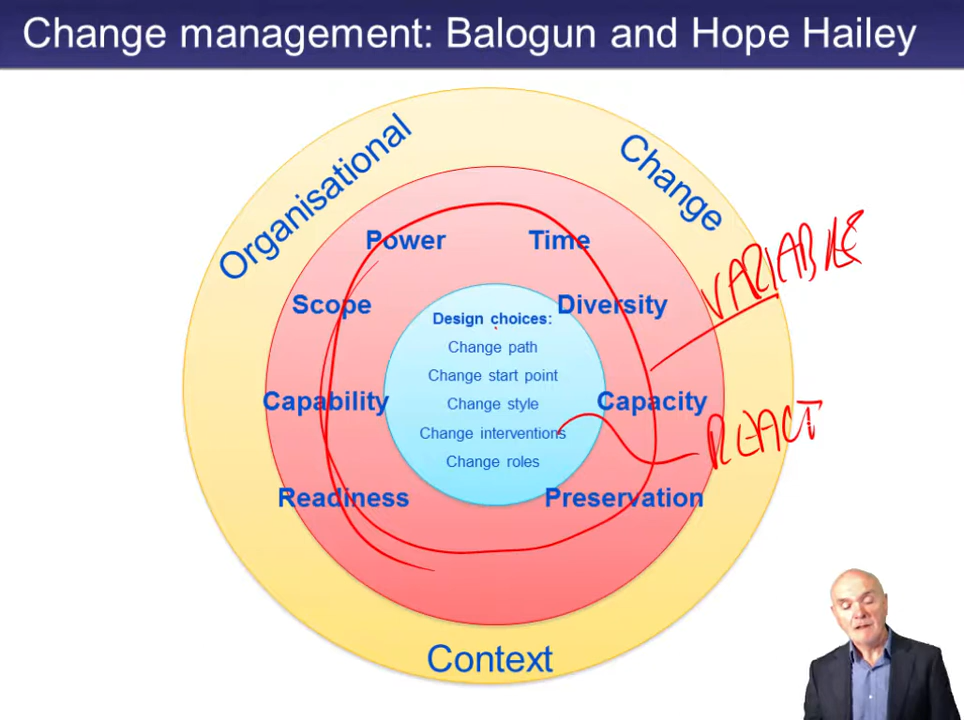 Change management: Balogun and Hope Hailey
Organisational
Change
Power
Time
VARIABLE
Scope
Diversity
Design choices:
Change path
Change start point
Change style
Capability
Capacity
Change interventions
REACT
Change roles
Readiness
Preservation
Context